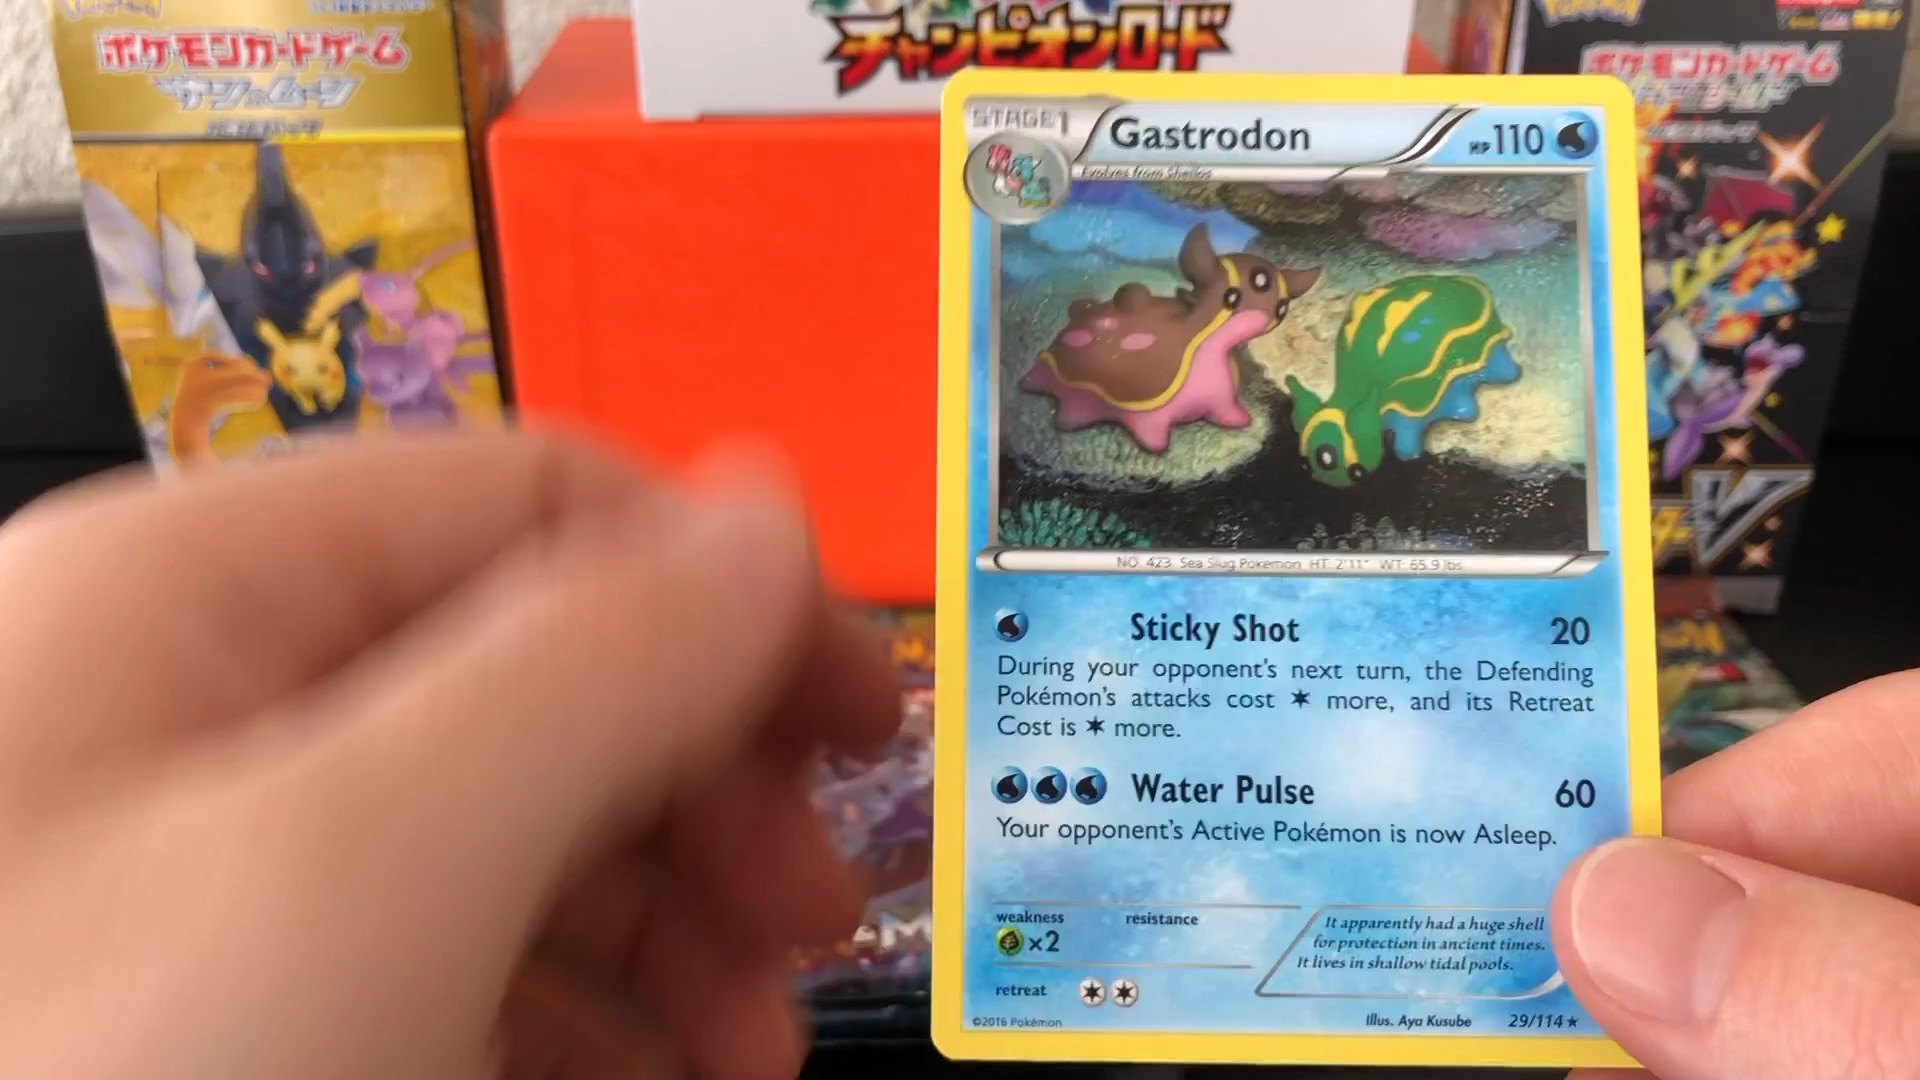 ポケモンカードゲーム
サン&ムーン
チャンピオンロード
ポケモンカードゲーム
STAGE1
Gastrodon
HP110
Evolves from Shellos
NO. 423 Sea Slug Pokémon HT: 2'11" WT: 65.9 lbs
Sticky Shot 20
During your opponent's next turn, the Defending
Pokémon's attacks cost more, and its Retreat
Cost is more.
Water Pulse 60
Your opponent's Active Pokémon is now Asleep.
weakness resistance
×2
It apparently had a huge shell
for protection in ancient times.
It lives in shallow tidal pools.
retreat
©2016 Pokémon
Illus. Aya Kusube 29/114 ★
V